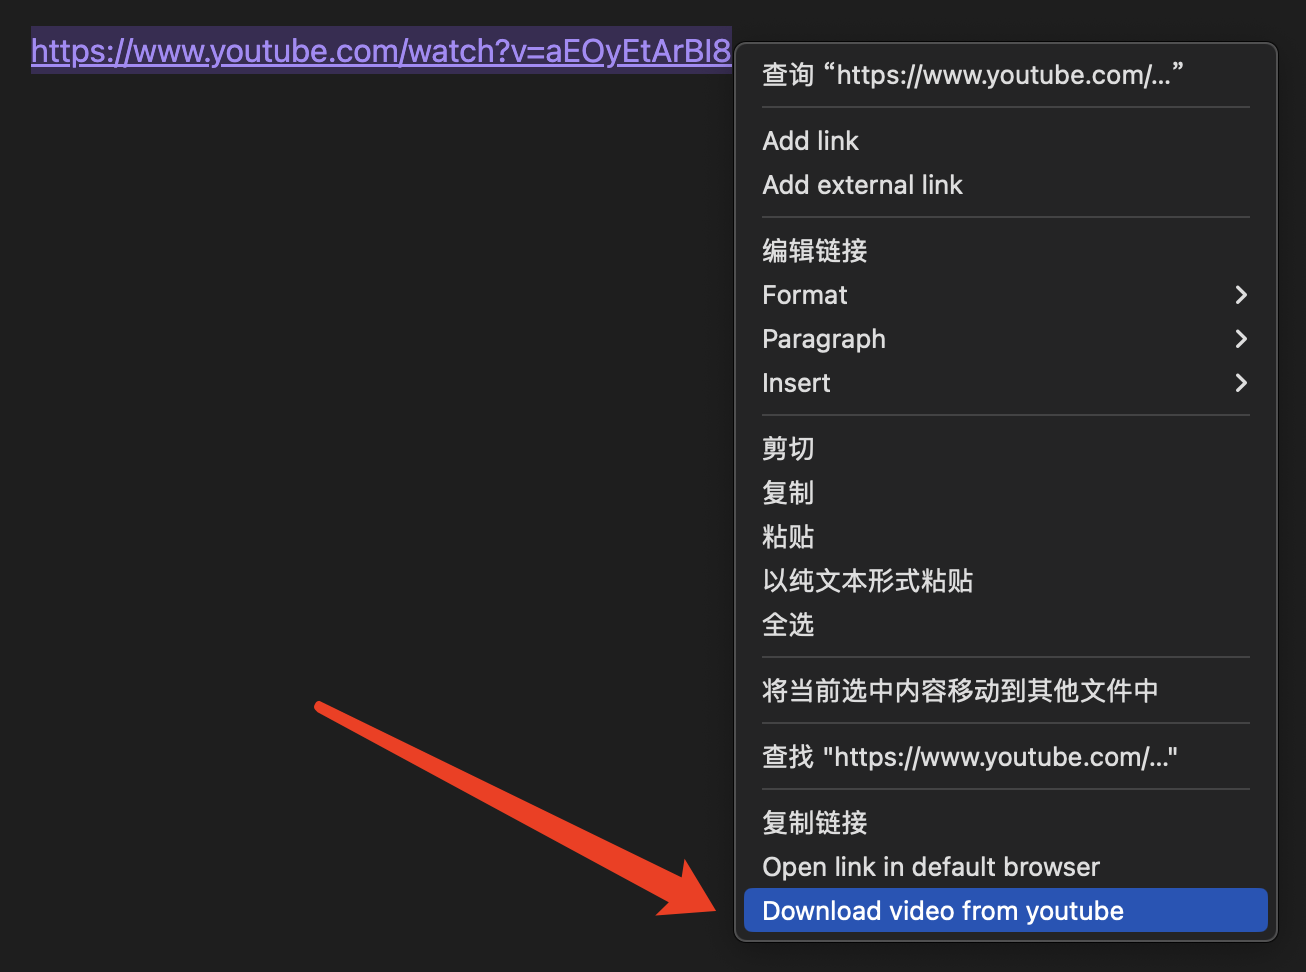 https://www.youtube.com/watch?v=aEOyEtArBI8
查询 “https://www.youtube.com/...”
Add link
Add external link
编辑链接
Format
Paragraph
Insert
剪切
复制
粘贴
以纯文本形式粘贴
全选
将当前选中内容移动到其他文件中
查找 "https://www.youtube.com/..."
复制链接
Open link in default browser
Download video from youtube